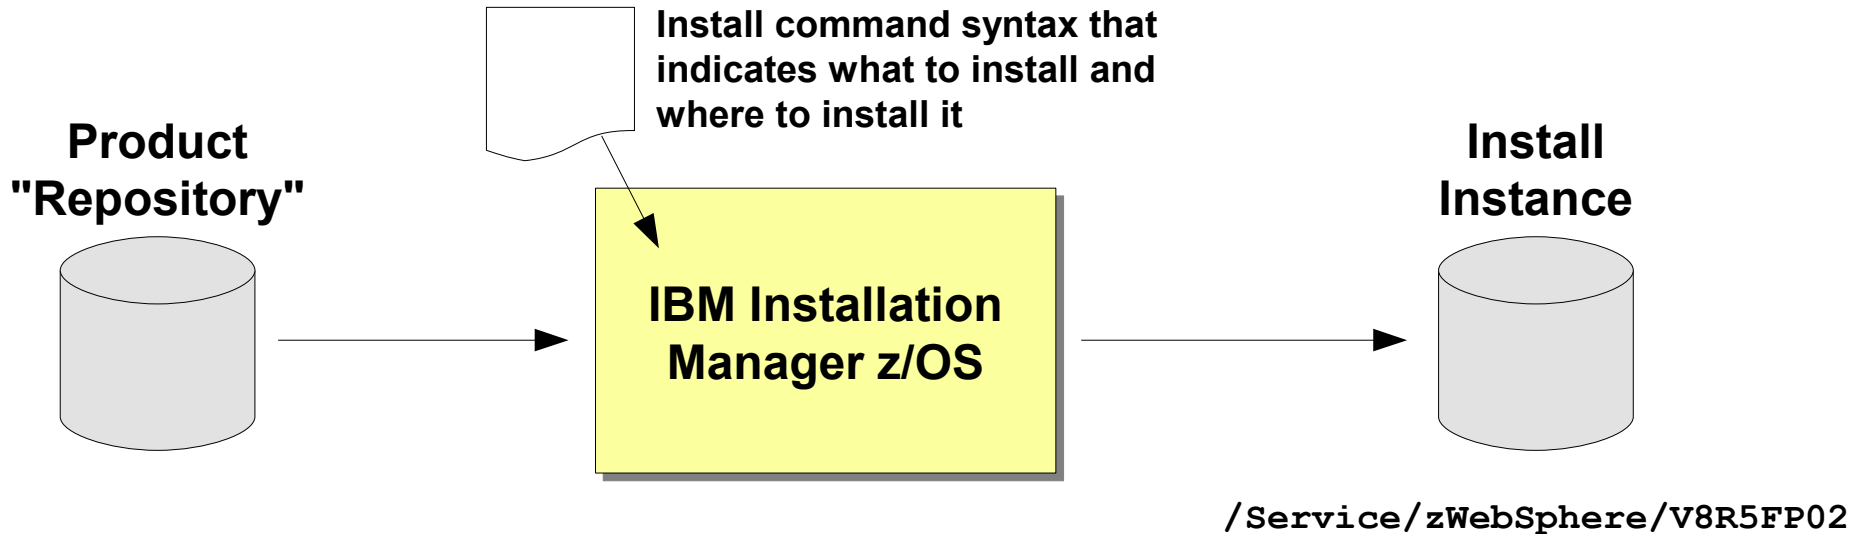 Install command syntax that
indicates what to install and
where to install it
Product
"Repository"
Install
Instance
IBM Installation
Manager z/OS
/Service/zWebSphere/V8R5FP02